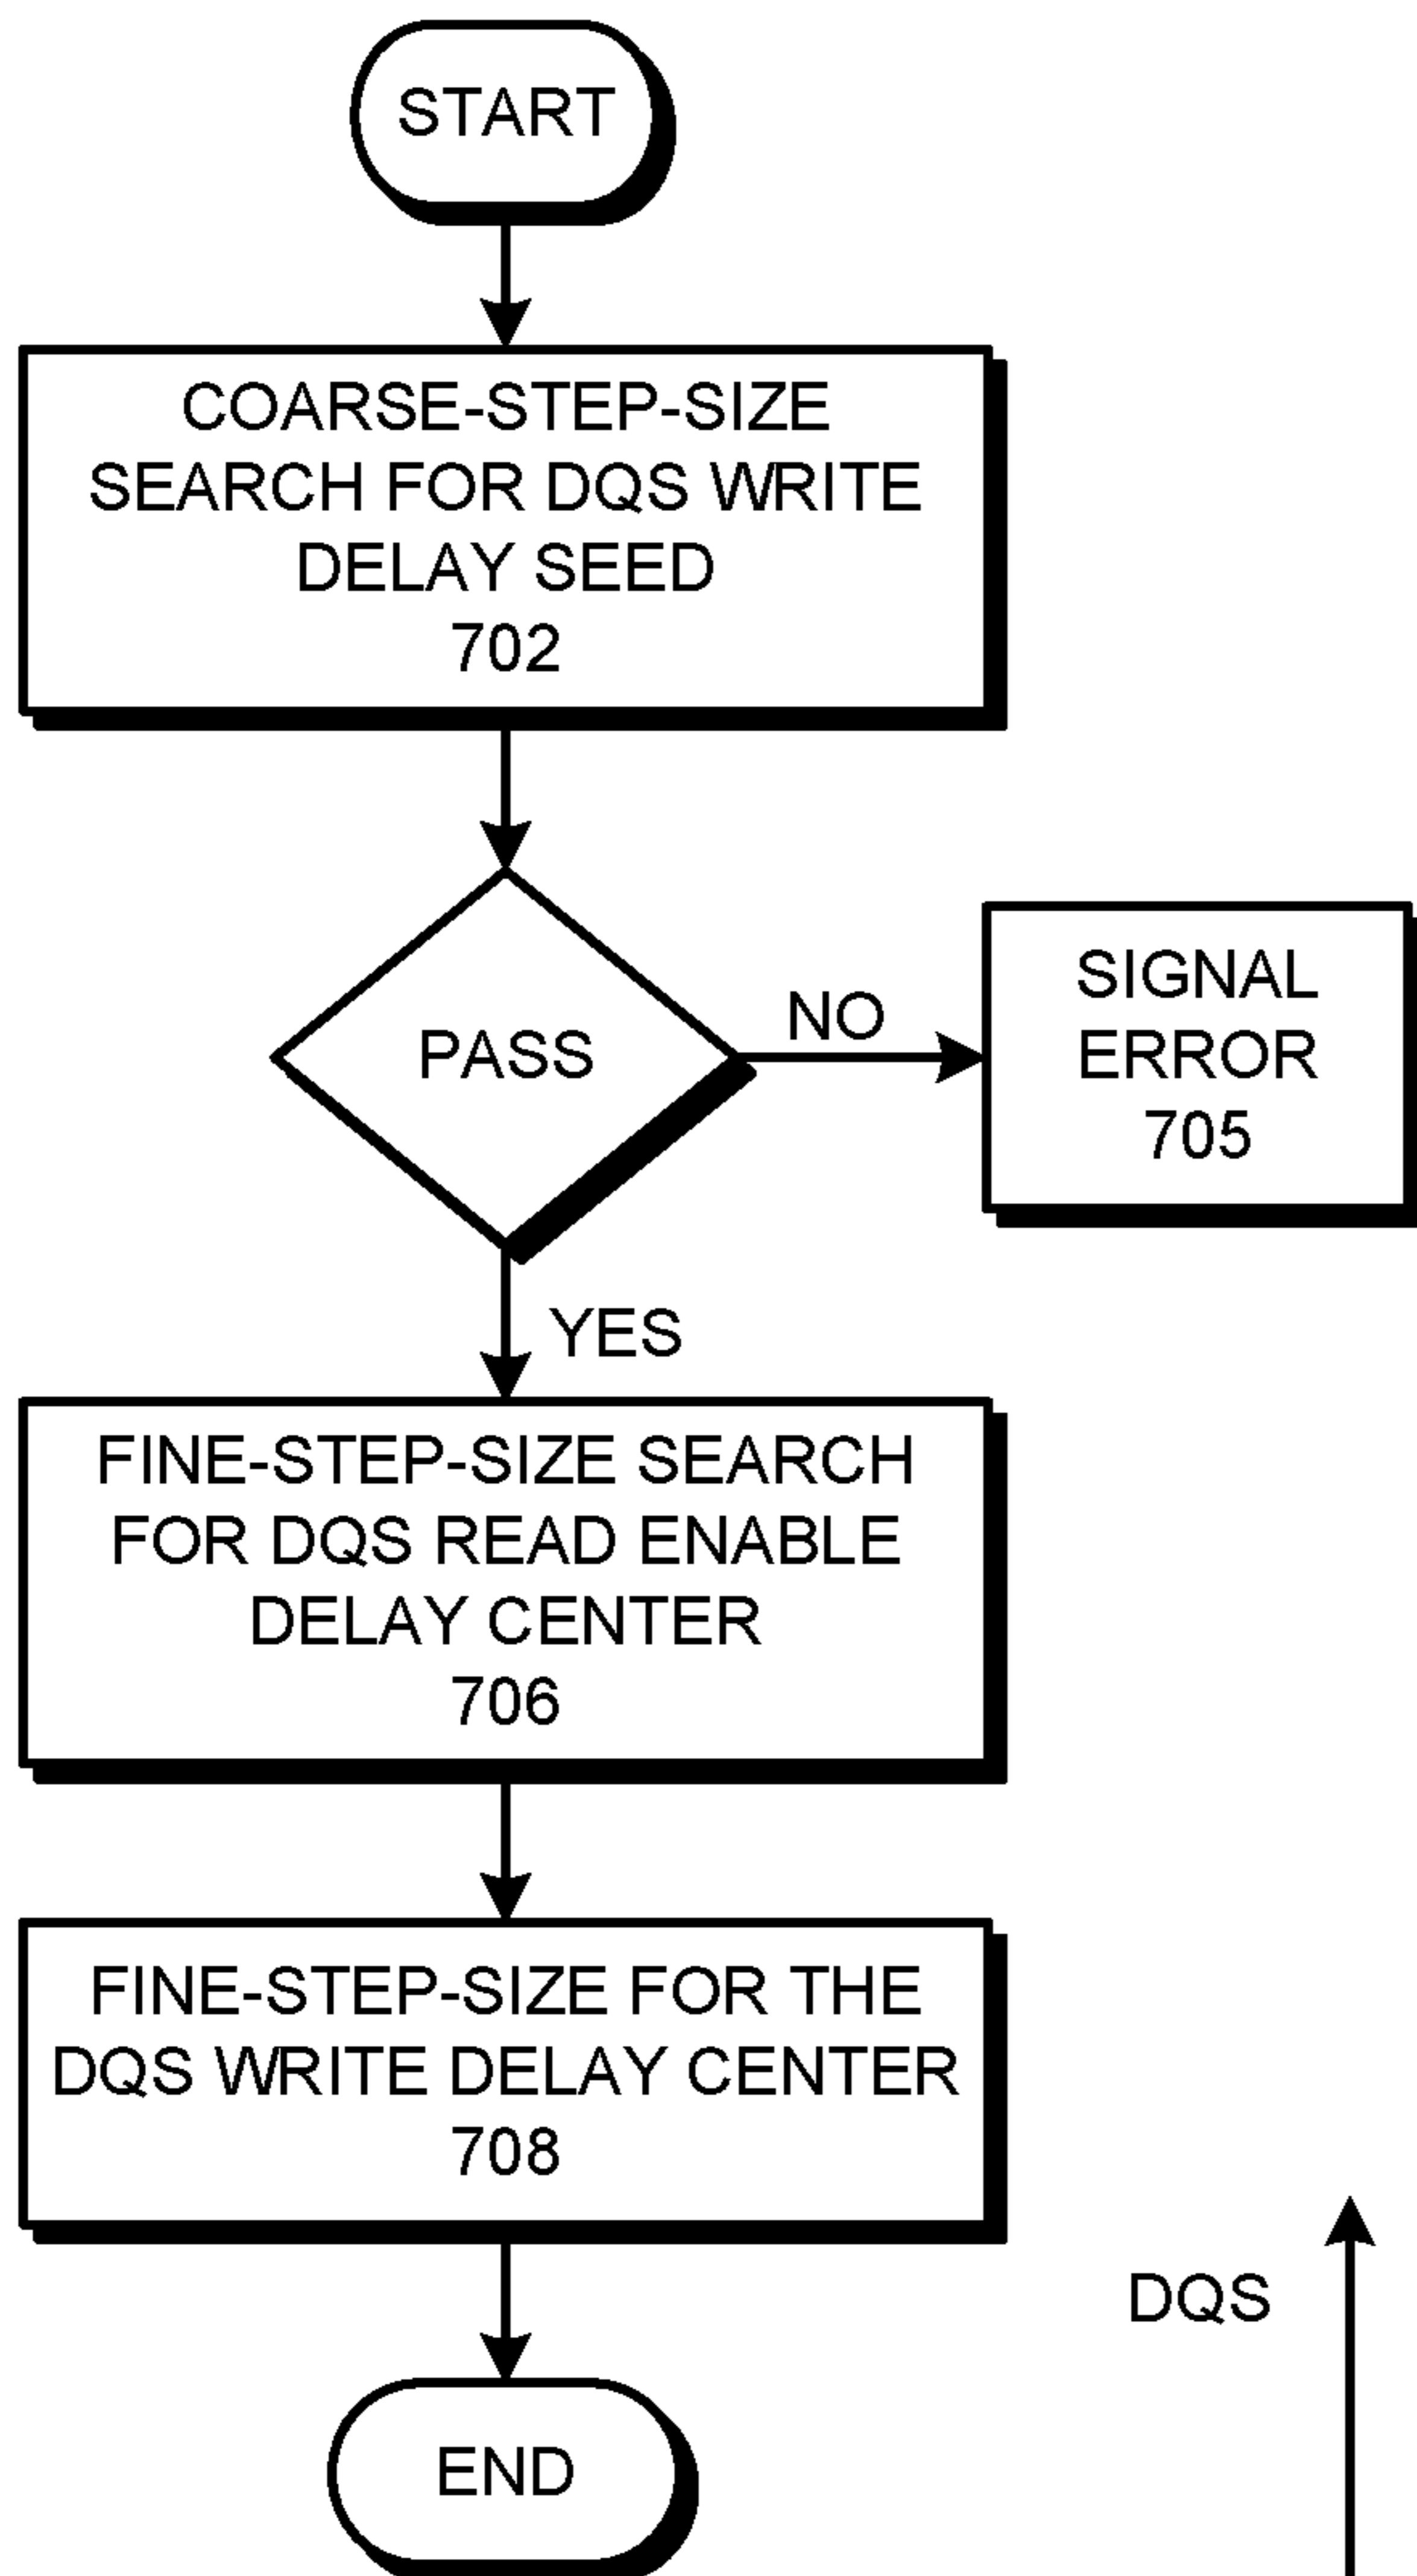 START
COARSE-STEP-SIZE
SEARCH FOR DQS WRITE
DELAY SEED
702
PASS
NO
SIGNAL
ERROR
705
YES
FINE-STEP-SIZE SEARCH
FOR DQS READ ENABLE
DELAY CENTER
706
FINE-STEP-SIZE FOR THE
DQS WRITE DELAY CENTER
708
DQS
END